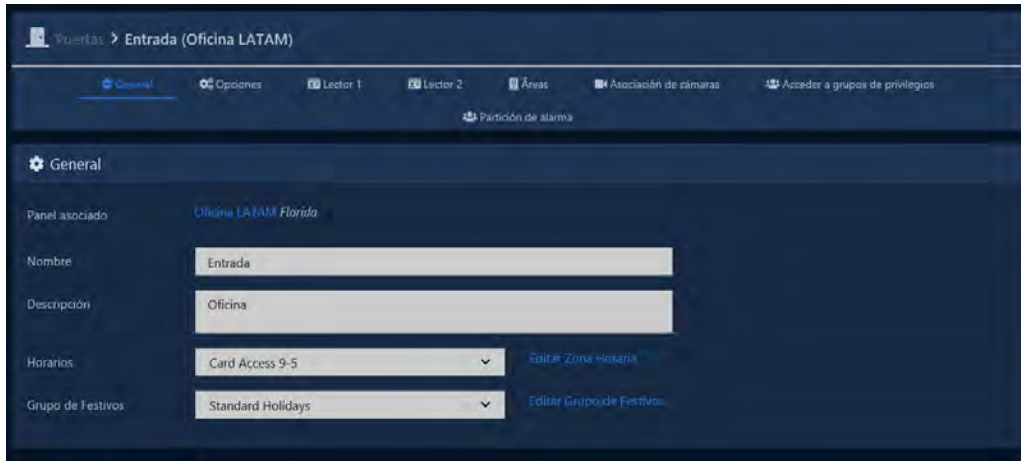 Puertas > Entrada (Oficina LATAM)
General Opciones Lector 1 Lector 2 Áreas Asociación de cámaras Acceder a grupos de privilegios
Partición de alarma
General
Panel asociado Oficina LATAM Florida
Nombre Entrada
Descripción Oficina
Horarios Card Access 9-5 Editar Zona Horaria
Grupo de Festivos Standard Holidays Editar Grupo de Festivos